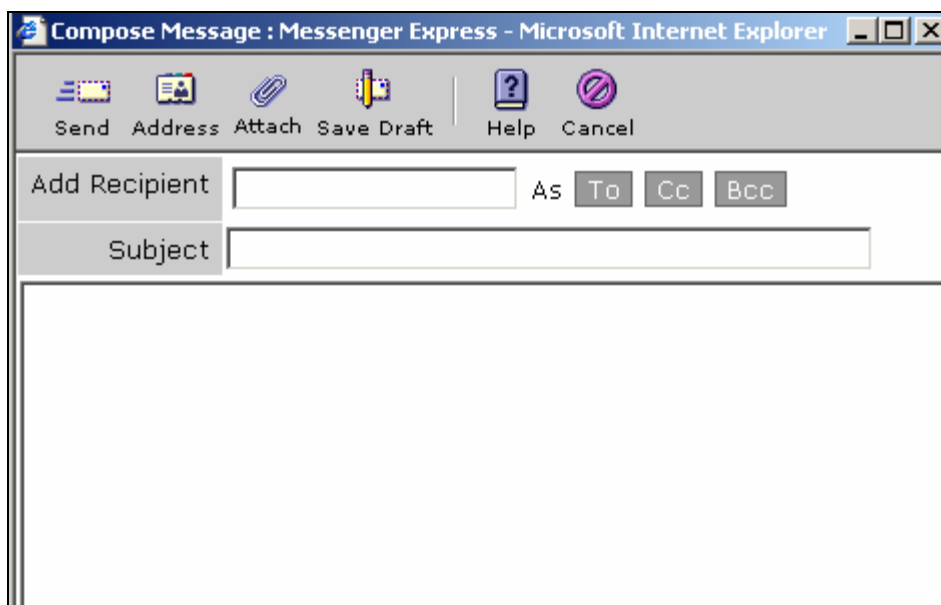 Compose Message : Messenger Express - Microsoft Internet Explorer
Send Address Attach Save Draft Help Cancel
Add Recipient As To Cc Bcc
Subject